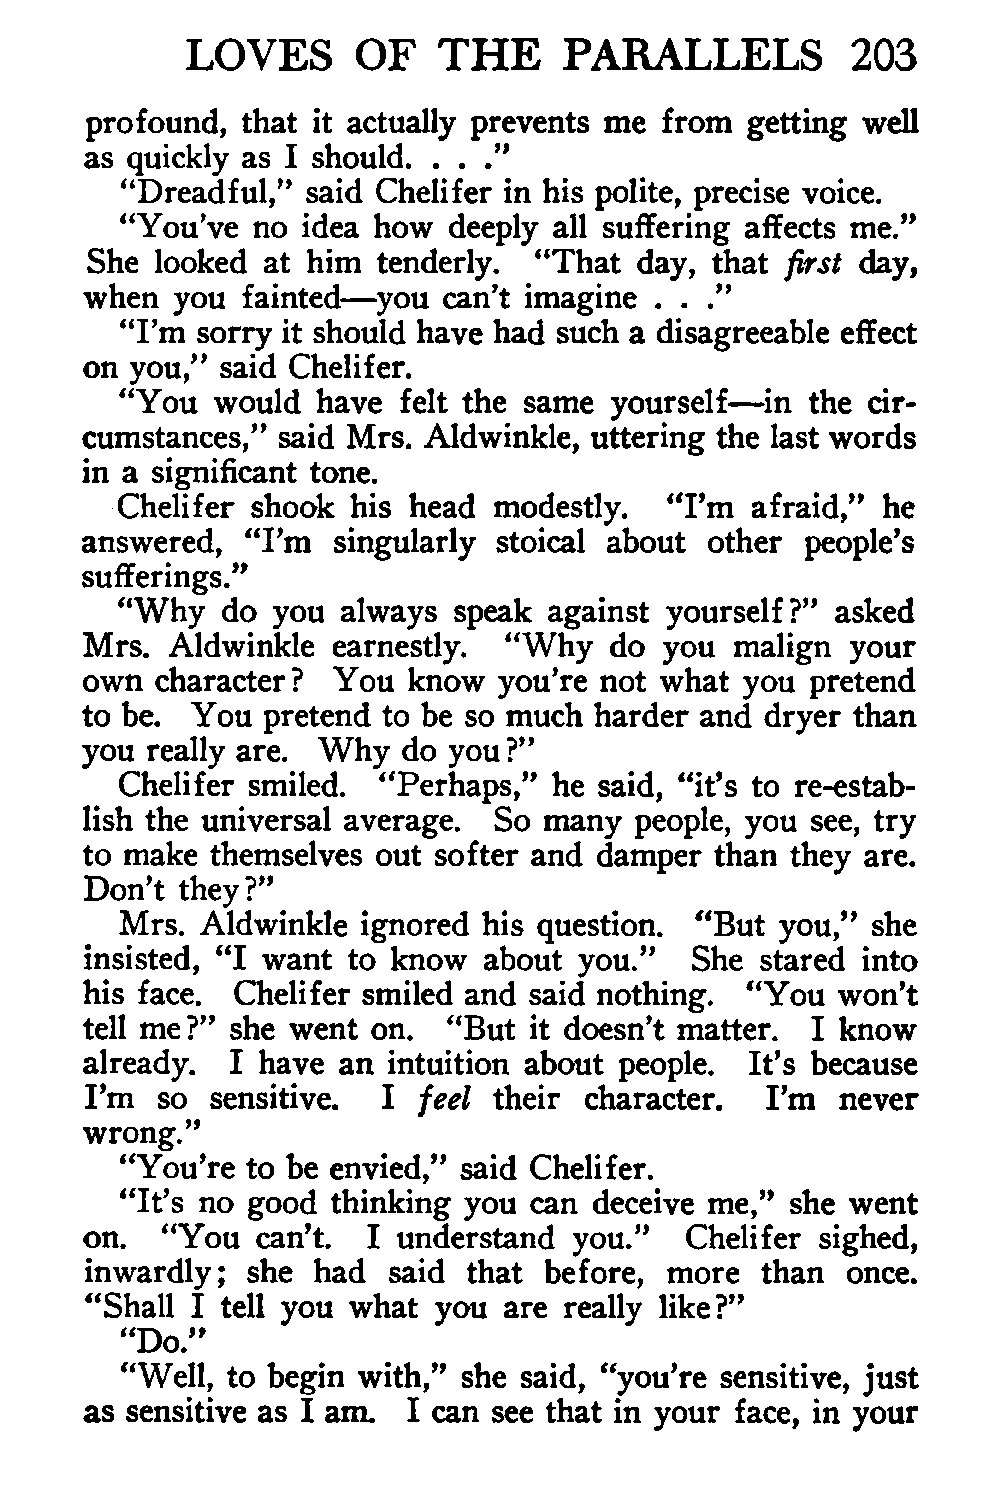 LOVES OF THE PARALLELS 203
profound, that it actually prevents me from getting well
as quickly as I should. . . ."
"Dreadful," said Chelifer in his polite, precise voice.
"You've no idea how deeply all suffering affects me."
She looked at him tenderly. "That day, that first day,
when you fainted—you can't imagine . . ."
"I'm sorry it should have had such a disagreeable effect
on you," said Chelifer.
"You would have felt the same yourself—in the cir-
cumstances," said Mrs. Aldwinkle, uttering the last words
in a significant tone.
Chelifer shook his head modestly. "I'm afraid," he
answered, "I'm singularly stoical about other people's
sufferings."
"Why do you always speak against yourself?" asked
Mrs. Aldwinkle earnestly. "Why do you malign your
own character? You know you're not what you pretend
to be. You pretend to be so much harder and dryer than
you really are. Why do you?"
Chelifer smiled. "Perhaps," he said, "it's to re-estab-
lish the universal average. So many people, you see, try
to make themselves out softer and damper than they are.
Don't they?"
Mrs. Aldwinkle ignored his question. "But you," she
insisted, "I want to know about you." She stared into
his face. Chelifer smiled and said nothing. "You won't
tell me?" she went on. "But it doesn't matter. I know
already. I have an intuition about people. It's because
I'm so sensitive. I feel their character. I'm never
wrong."
"You're to be envied," said Chelifer.
"It's no good thinking you can deceive me," she went
on. "You can't. I understand you." Chelifer sighed,
inwardly; she had said that before, more than once.
"Shall I tell you what you are really like?"
"Do."
"Well, to begin with," she said, "you're sensitive, just
as sensitive as I am. I can see that in your face, in your